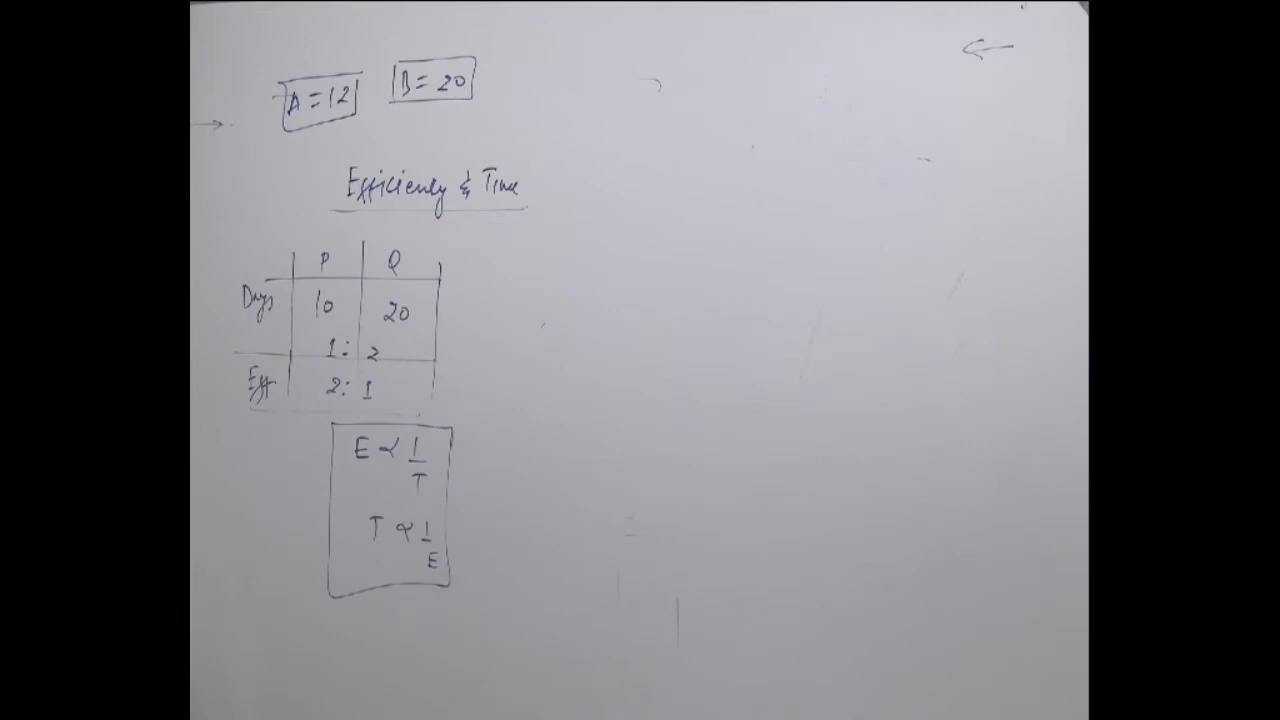 A = 12 B = 20
Efficiency & Time
P Q
Days 10 20
1 : 2
Eff 2 : 1
E ∝ 1/T
T ∝ 1/E